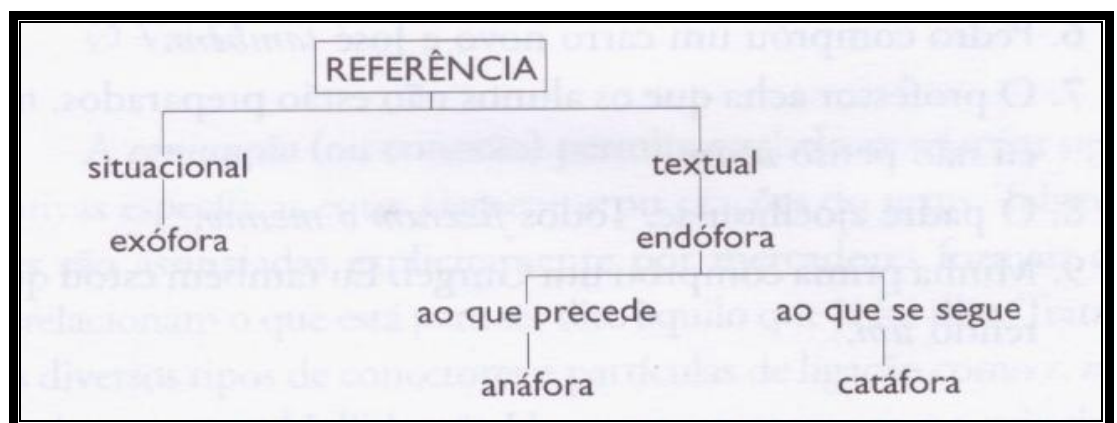 REFERÊNCIA
situacional textual
exófora endófora
ao que precede ao que se segue
anáfora catáfora